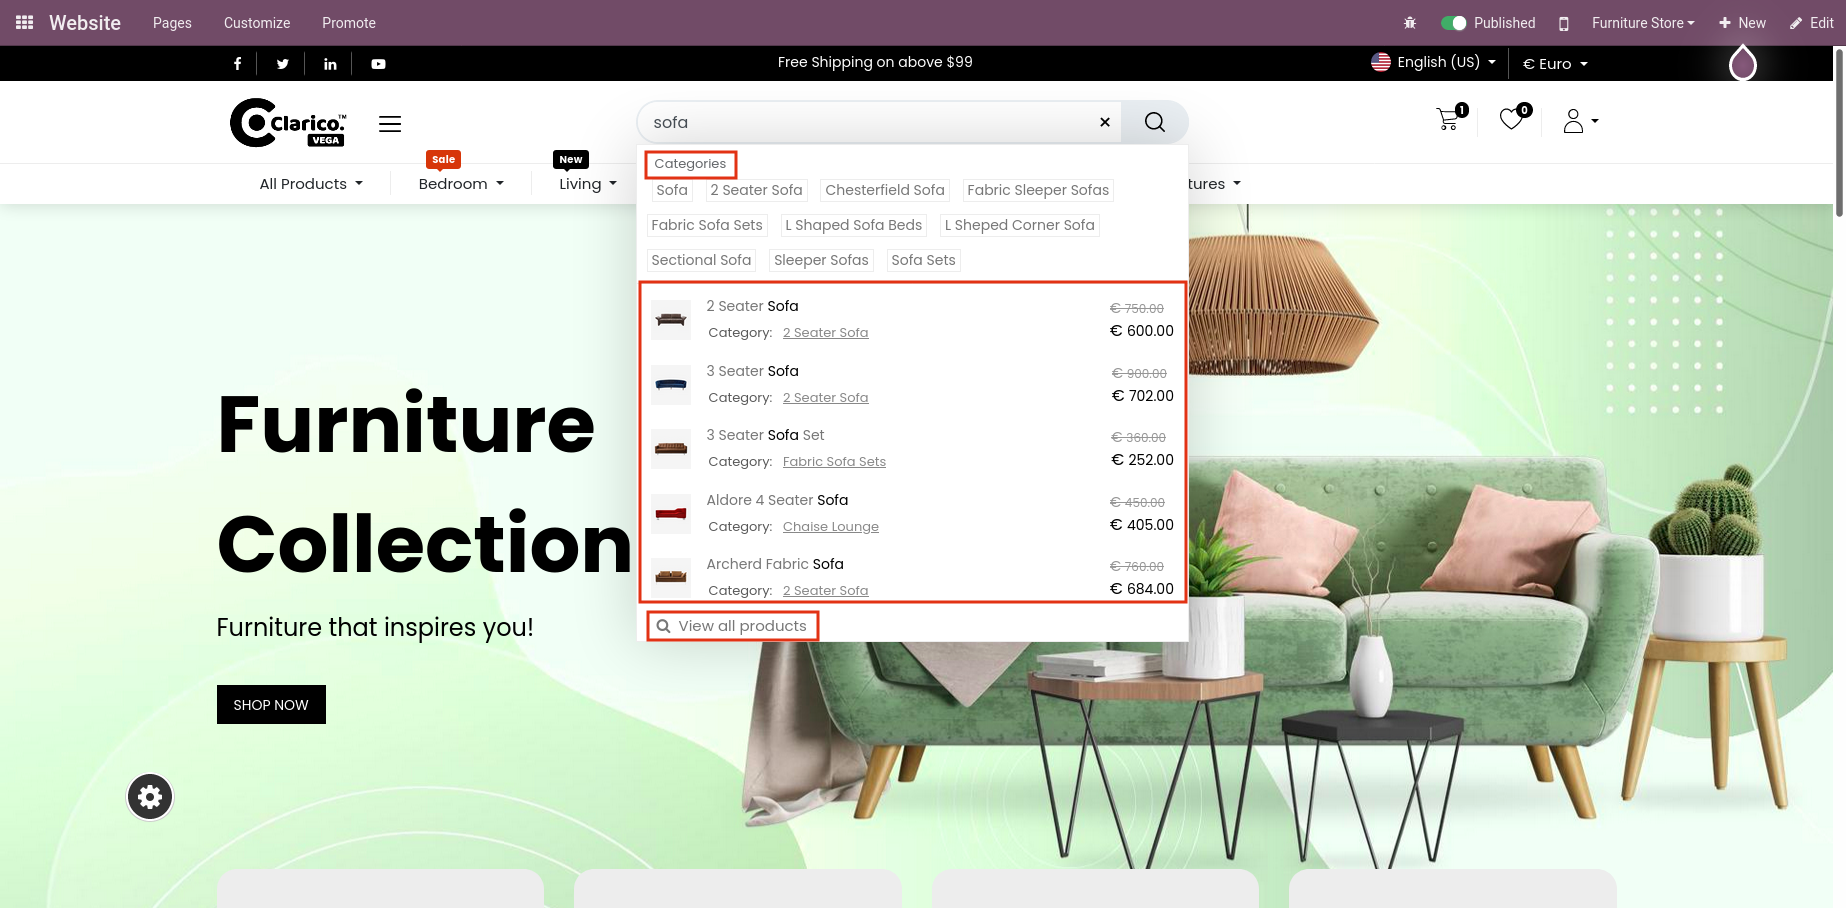 Website Pages Customize Promote Published Furniture Store New Edit
Free Shipping on above $99 English (US) € Euro
Clarico.™
VEGA
sofa
1 0
Sale New
All Products Bedroom Living tures
Categories
Sofa 2 Seater Sofa Chesterfield Sofa Fabric Sleeper Sofas
Fabric Sofa Sets L Shaped Sofa Beds L Sheped Corner Sofa
Sectional Sofa Sleeper Sofas Sofa Sets
2 Seater Sofa € 750.00
Category: 2 Seater Sofa € 600.00
3 Seater Sofa € 900.00
Category: 2 Seater Sofa € 702.00
3 Seater Sofa Set € 360.00
Category: Fabric Sofa Sets € 252.00
Aldore 4 Seater Sofa € 450.00
Category: Chaise Lounge € 405.00
Archerd Fabric Sofa € 760.00
Category: 2 Seater Sofa € 684.00
View all products
Furniture
Collection
Furniture that inspires you!
SHOP NOW